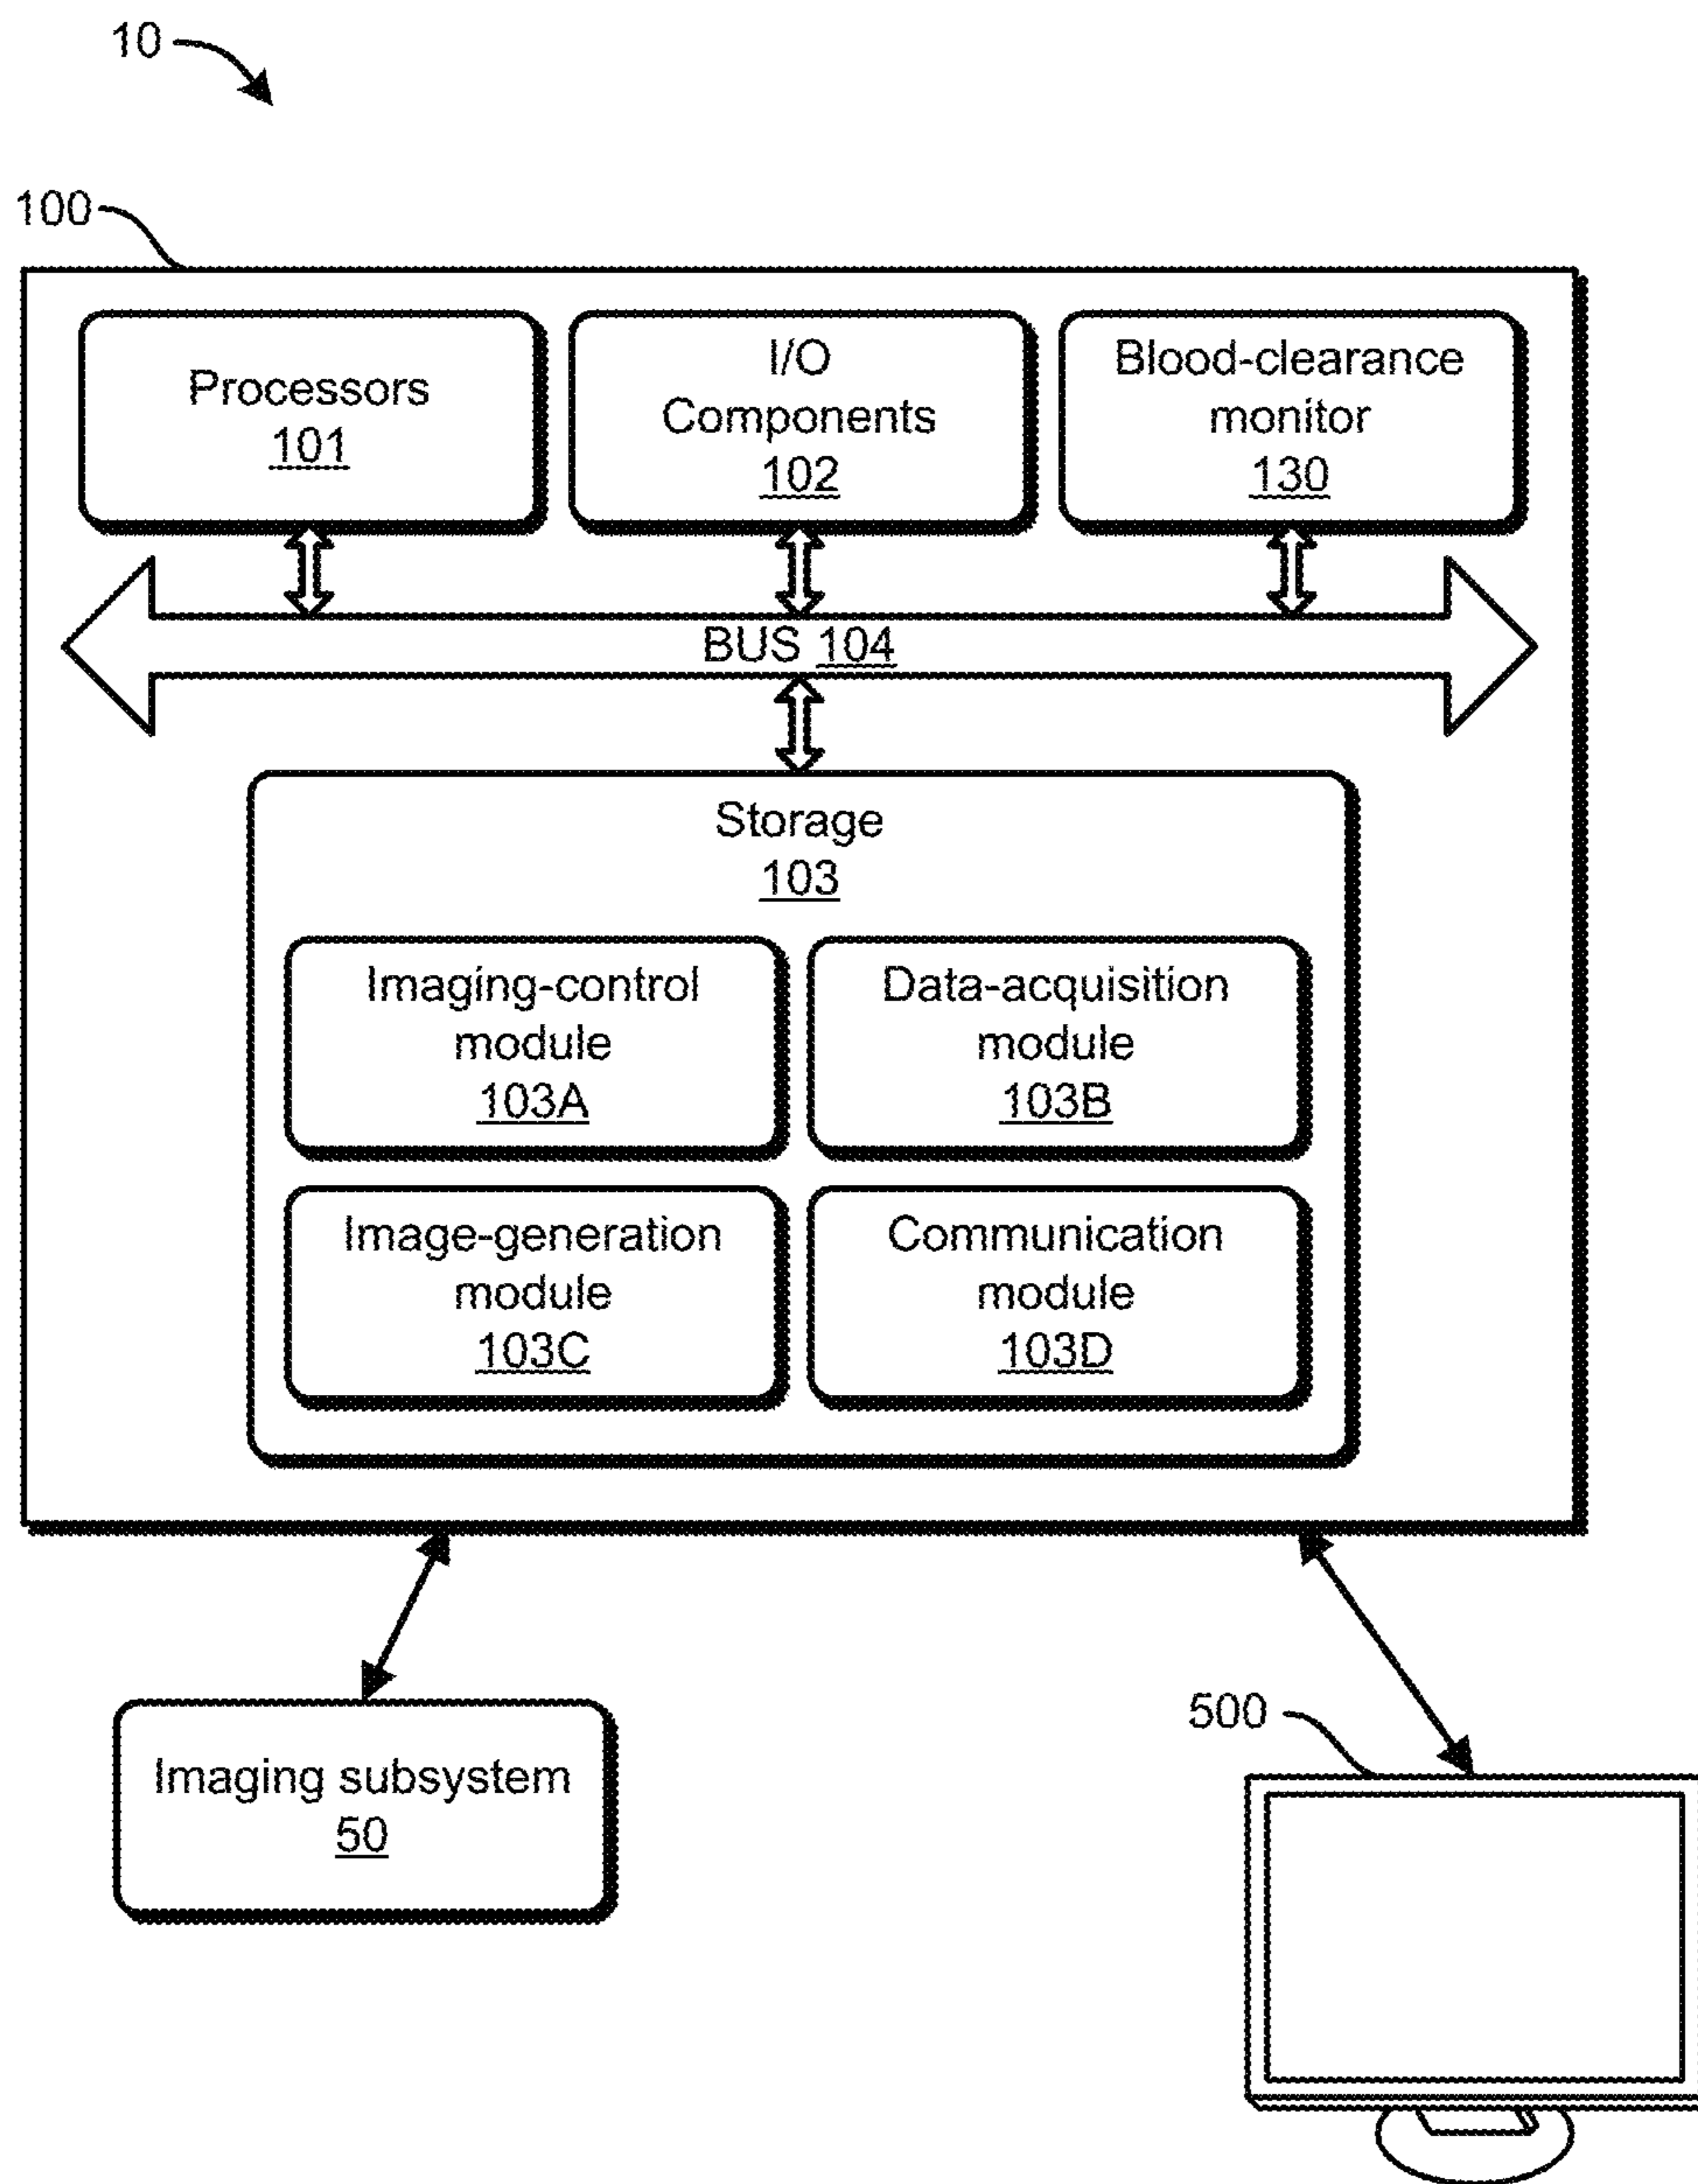 10
100
Processors
101
I/O
Components
102
Blood-clearance
monitor
130
BUS 104
Storage
103
Imaging-control
module
103A
Data-acquisition
module
103B
Image-generation
module
103C
Communication
module
103D
Imaging subsystem
50
500